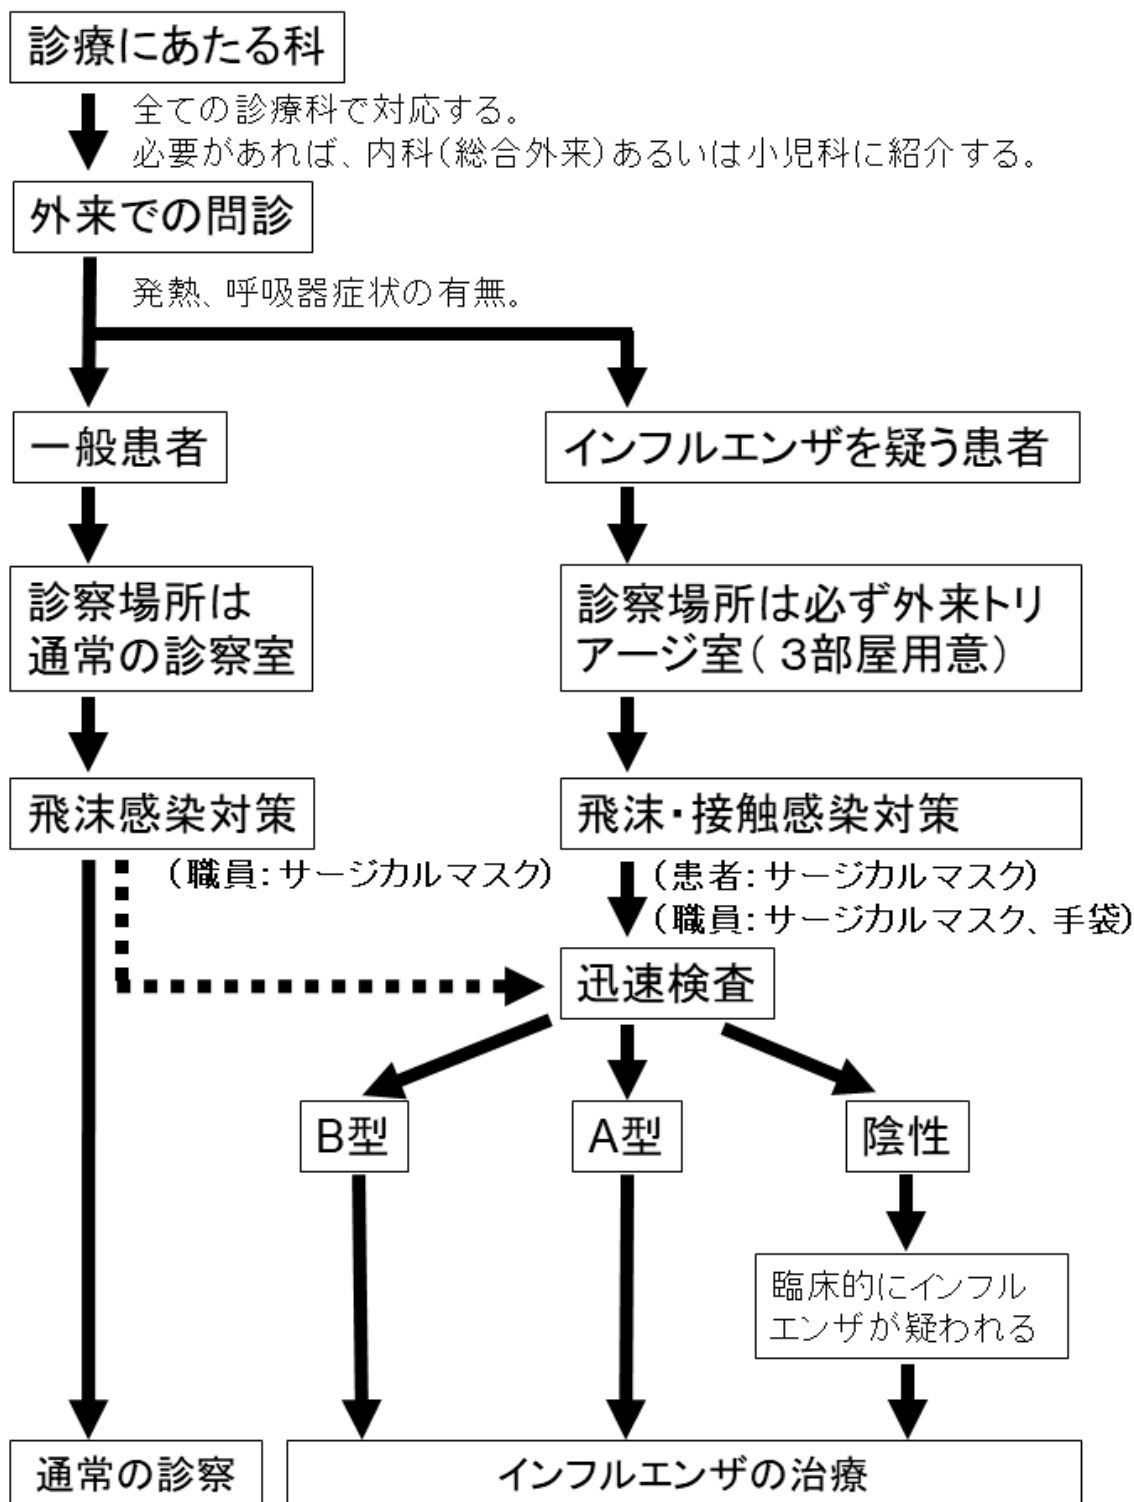 診療にあたる科
全ての診療科で対応する。
必要があれば、内科(総合外来)あるいは小児科に紹介する。
外来での問診
発熱、呼吸器症状の有無。
一般患者
インフルエンザを疑う患者
診察場所は
通常の診察室
診察場所は必ず外来トリ
アージ室(3部屋用意)
飛沫感染対策
飛沫・接触感染対策
(職員:サージカルマスク)
(患者:サージカルマスク)
(職員:サージカルマスク、手袋)
迅速検査
B型
A型
陰性
臨床的にインフル
エンザが疑われる
通常の診察
インフルエンザの治療